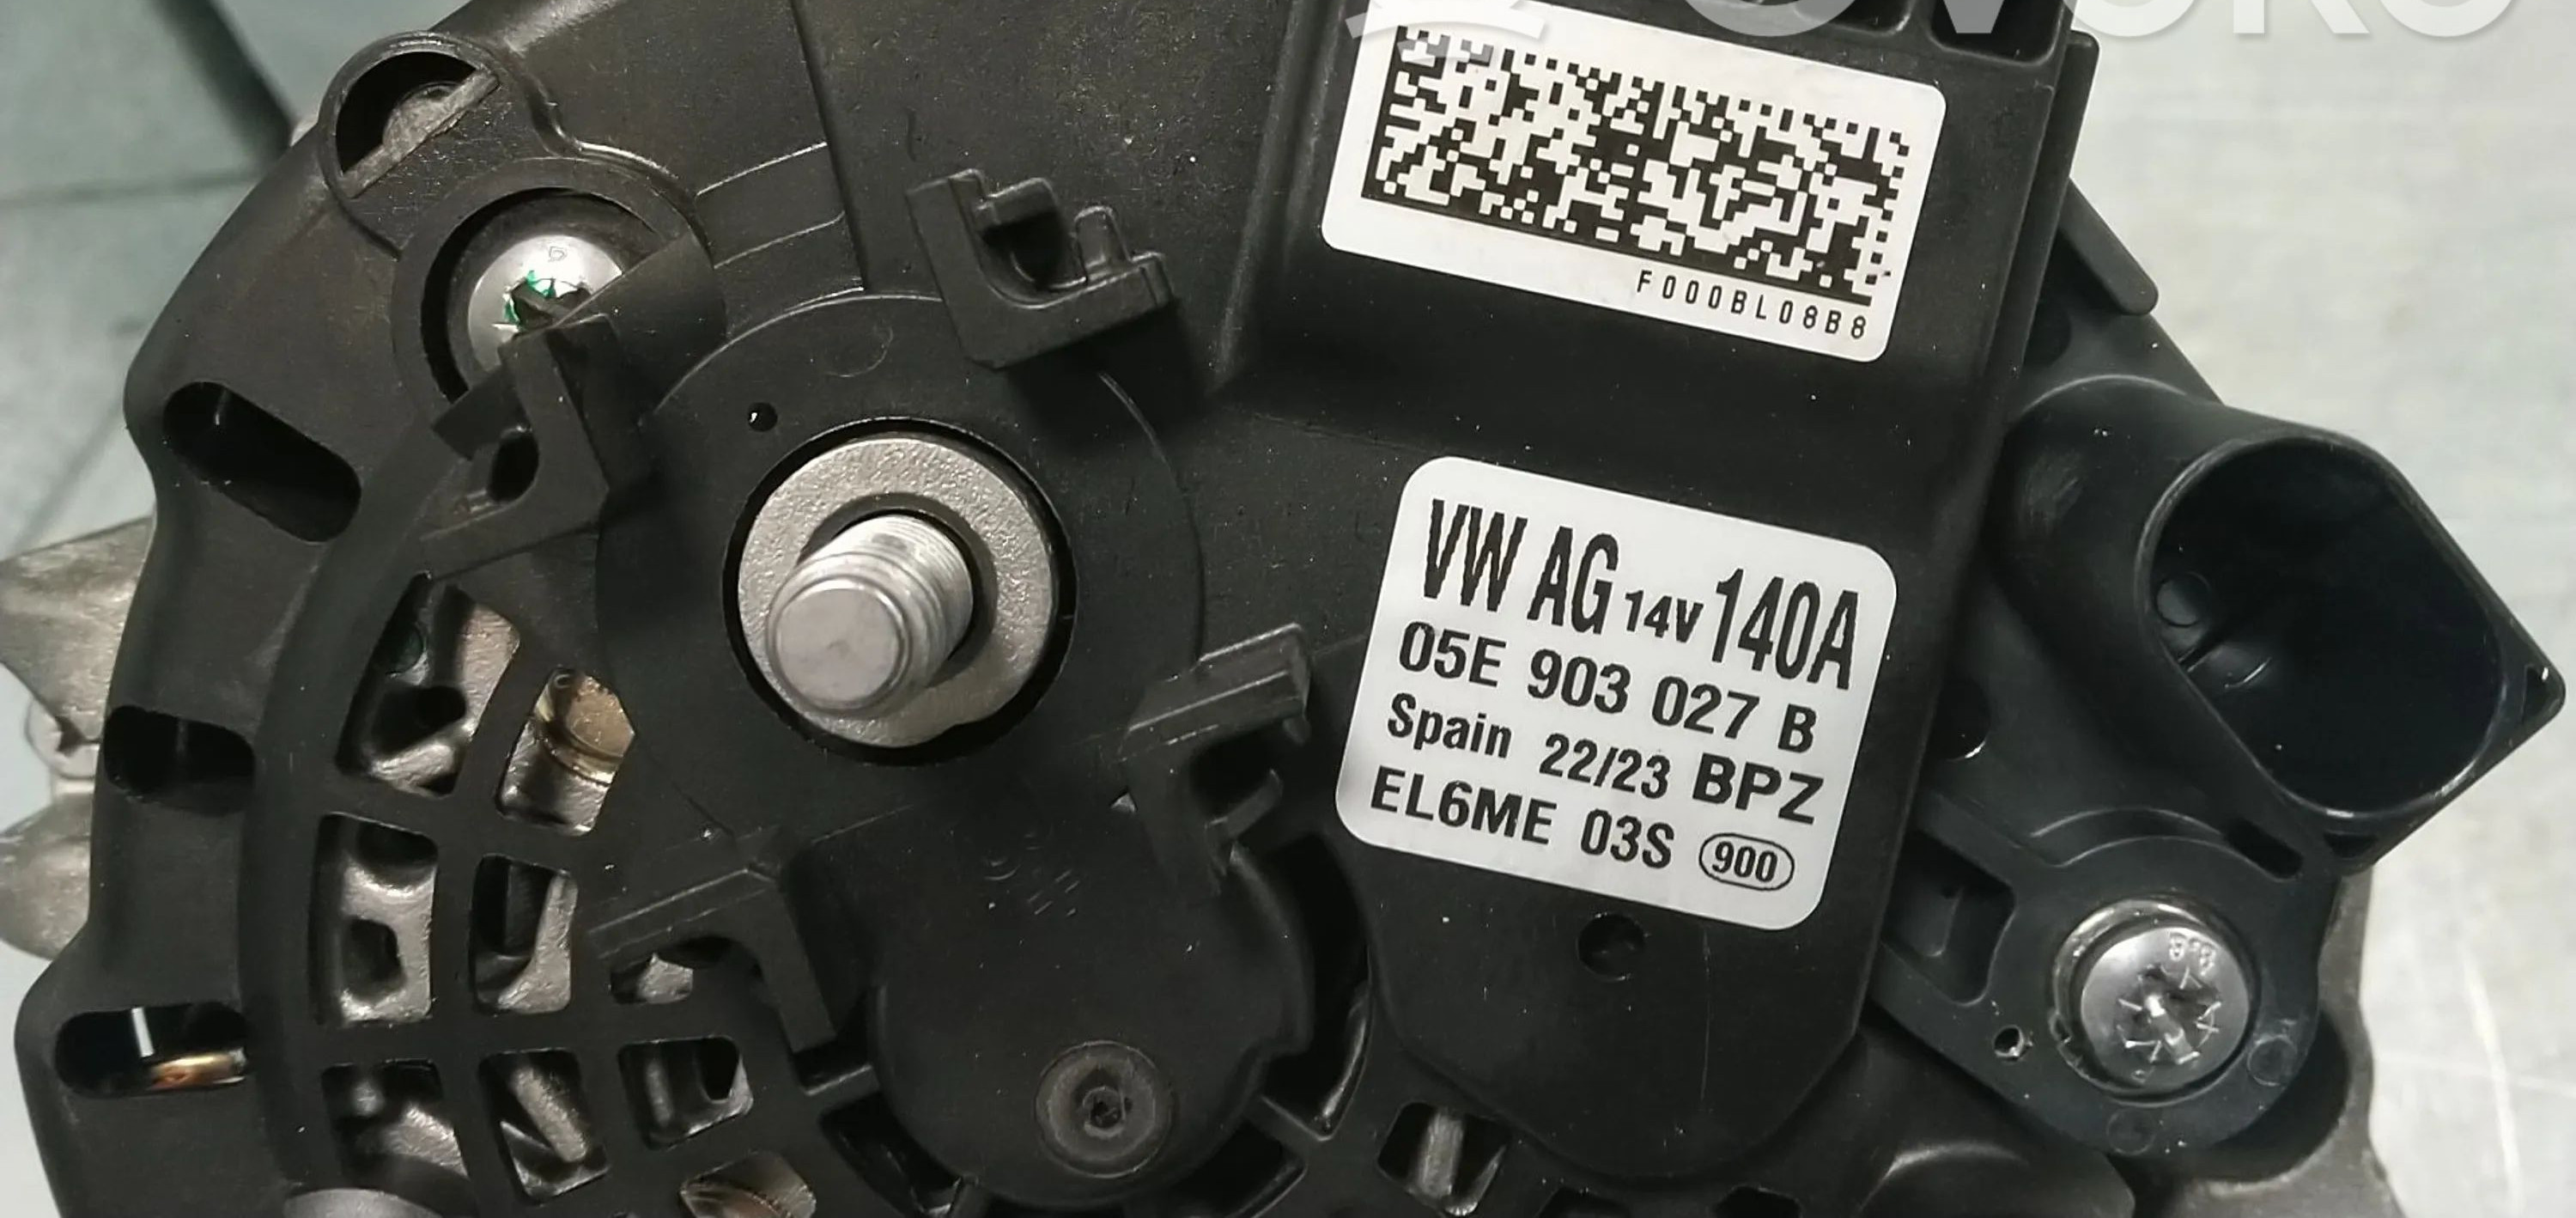 F000BL08B8
VW AG 14V 140A
05E 903 027 B
Spain 22/23 BPZ
EL6ME 03S 900